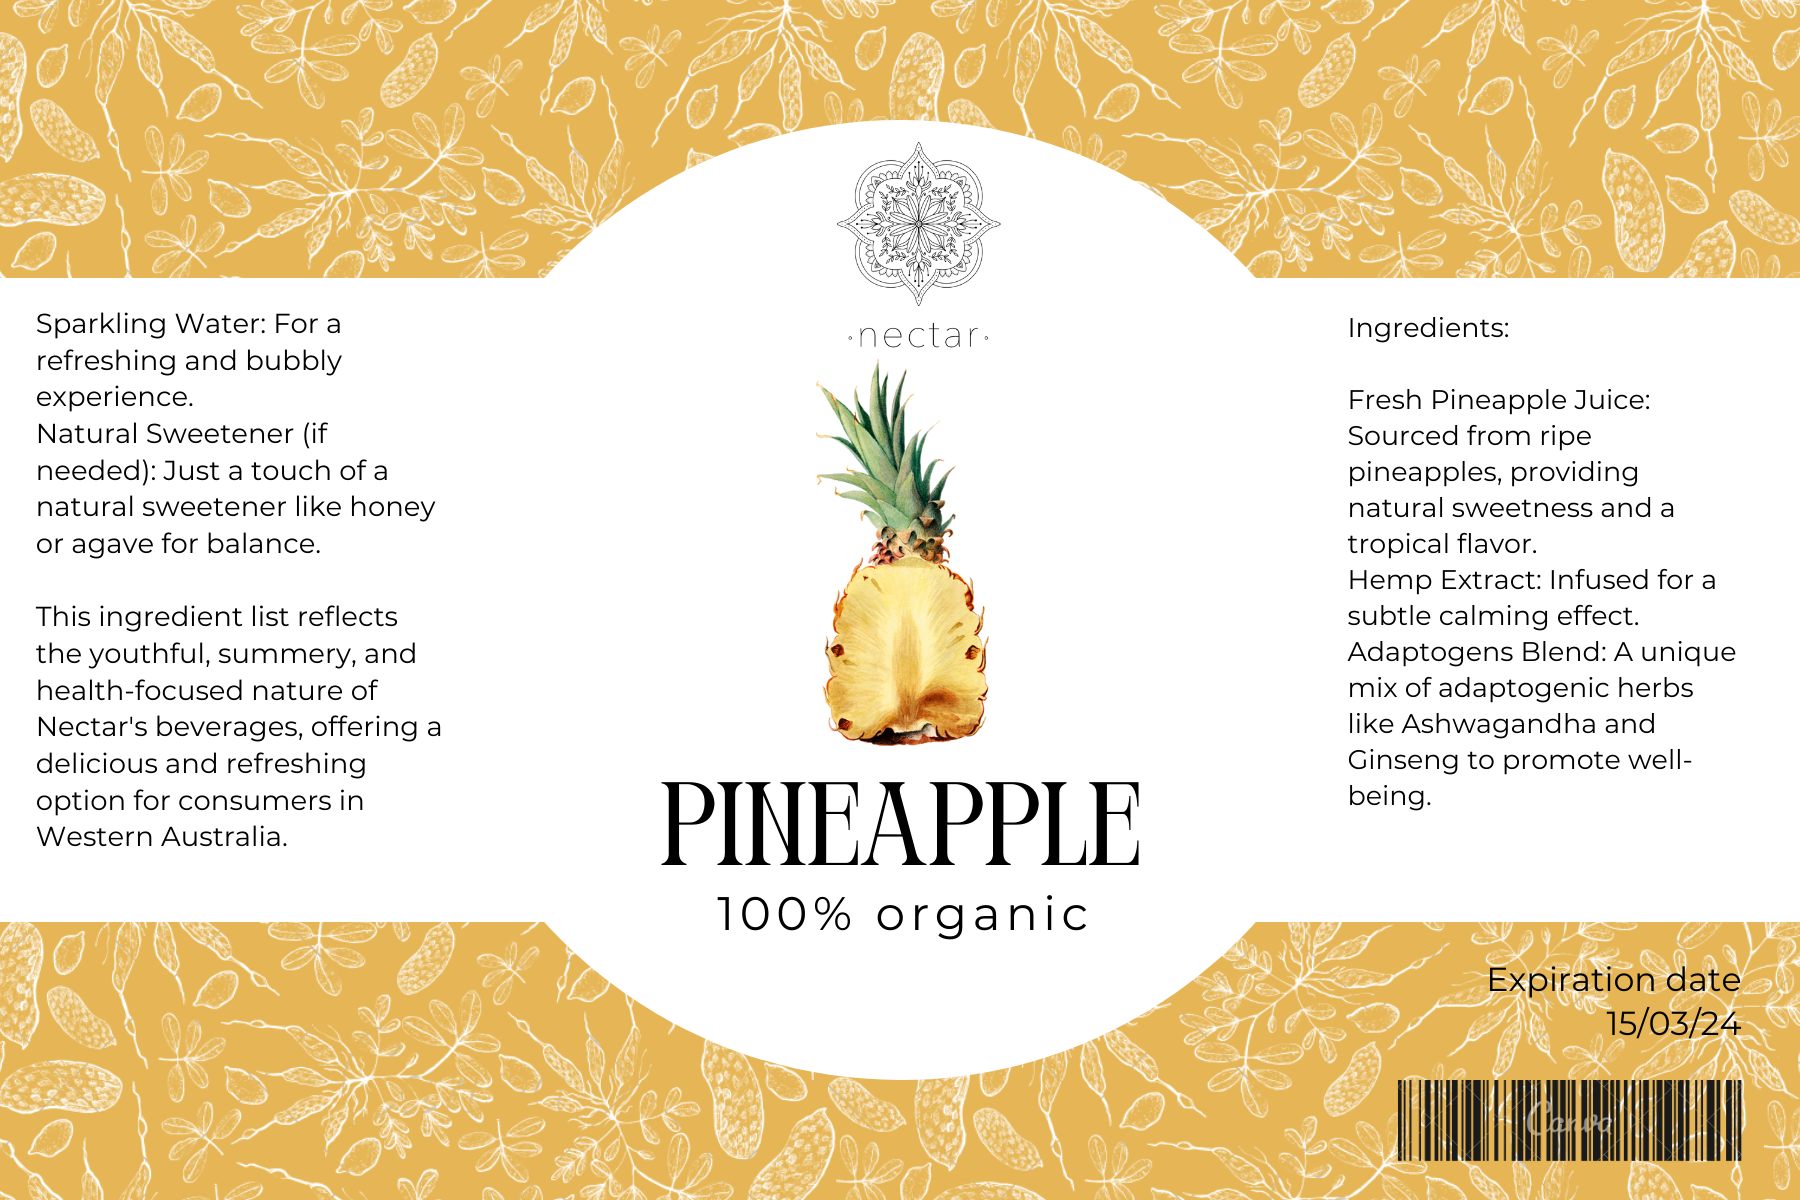 ·nectar·
PINEAPPLE
100% organic
Sparkling Water: For a
refreshing and bubbly
experience.
Natural Sweetener (if
needed): Just a touch of a
natural sweetener like honey
or agave for balance.
This ingredient list reflects
the youthful, summery, and
health-focused nature of
Nectar's beverages, offering a
delicious and refreshing
option for consumers in
Western Australia.
Ingredients:
Fresh Pineapple Juice:
Sourced from ripe
pineapples, providing
natural sweetness and a
tropical flavor.
Hemp Extract: Infused for a
subtle calming effect.
Adaptogens Blend: A unique
mix of adaptogenic herbs
like Ashwagandha and
Ginseng to promote well-
being.
Expiration date
15/03/24
Canva